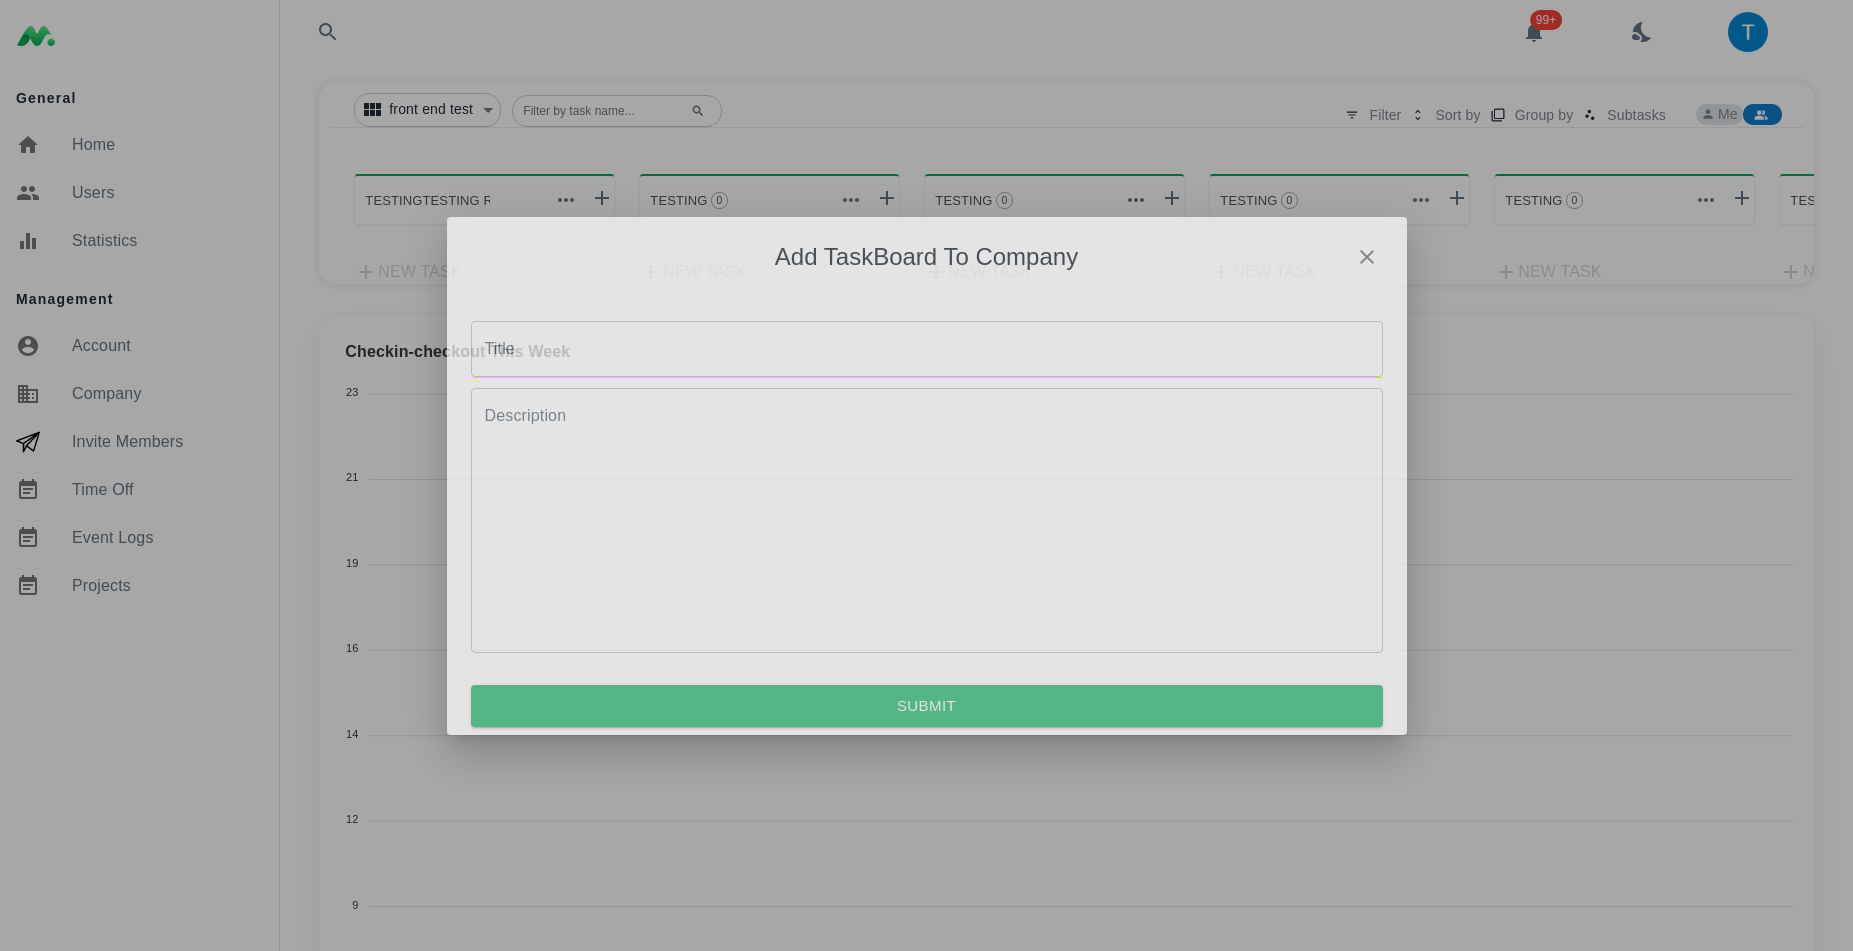 99+
T
General
Home
Users
Statistics
Management
Account
Company
Invite Members
Time Off
Event Logs
Projects
front end test
Filter by task name...
Filter
Sort by
Group by
Subtasks
Me
TESTINGTESTING
TESTING 0
TESTING 0
TESTING 0
TESTING 0
NEW TASK
NEW TASK
NEW TASK
NEW TASK
NEW TASK
Add TaskBoard To Company
Title
Description
SUBMIT
Checkin-checkout This Week
23
21
19
16
14
12
9